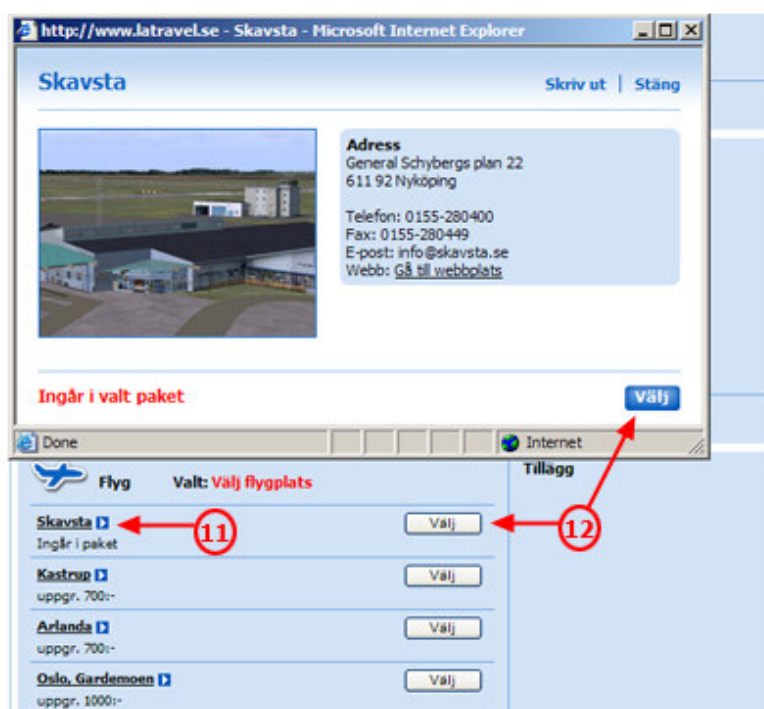 http://www.latravel.se - Skavsta - Microsoft Internet Explorer
Skavsta
Skriv ut | Stäng
Adress
General Schybergs plan 22
611 92 Nyköping
Telefon: 0155-280400
Fax: 0155-280449
E-post: info@skavsta.se
Webb: Gå till webbplats
Ingår i valt paket
Välj
Done
Internet
Flyg
Valt: Välj flygplats
Tillägg
Skavsta
Välj
11
12
Ingår i paket
Kastrup
Välj
uppgr. 700:-
Arlanda
Välj
uppgr. 700:-
Oslo, Gardemoen
Välj
uppgr. 1000:-